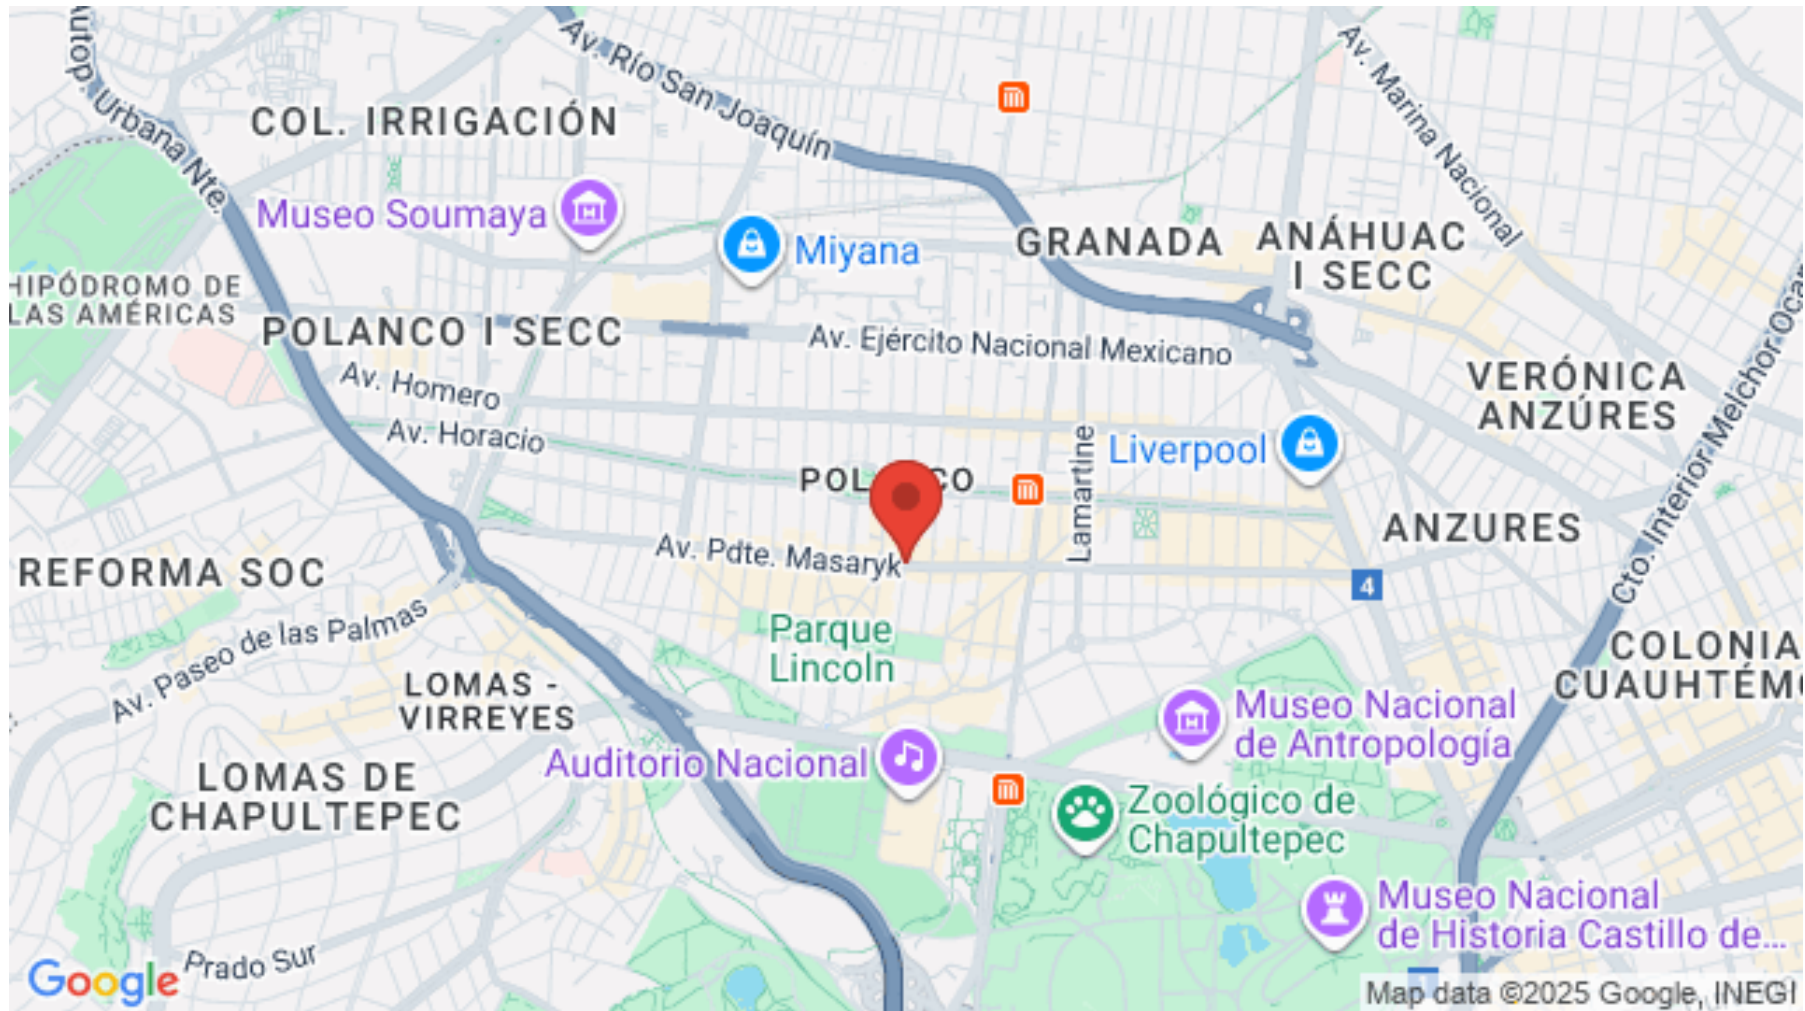 Autop. Urbana Nte.
Av. Río San Joaquín
Av. Marina Nacional
COL. IRRIGACIÓN
Museo Soumaya
Miyana
GRANADA
ANÁHUAC
I SECC
HIPÓDROMO DE
LAS AMÉRICAS
POLANCO I SECC
Av. Ejército Nacional Mexicano
Av. Homero
Av. Horacio
VERÓNICA
ANZÚRES
Cto. Interior Melchor Ocam
Liverpool
Lamartine
ANZURES
Av. Pdte. Masaryk
4
REFORMA SOC
Av. Paseo de las Palmas
Parque
Lincoln
COLONIA
CUAUHTÉMO
LOMAS -
VIRREYES
Museo Nacional
de Antropología
Auditorio Nacional
LOMAS DE
CHAPULTEPEC
Zoológico de
Chapultepec
Museo Nacional
de Historia Castillo de...
Prado Sur
Google
Map data ©2025 Google, INEGI